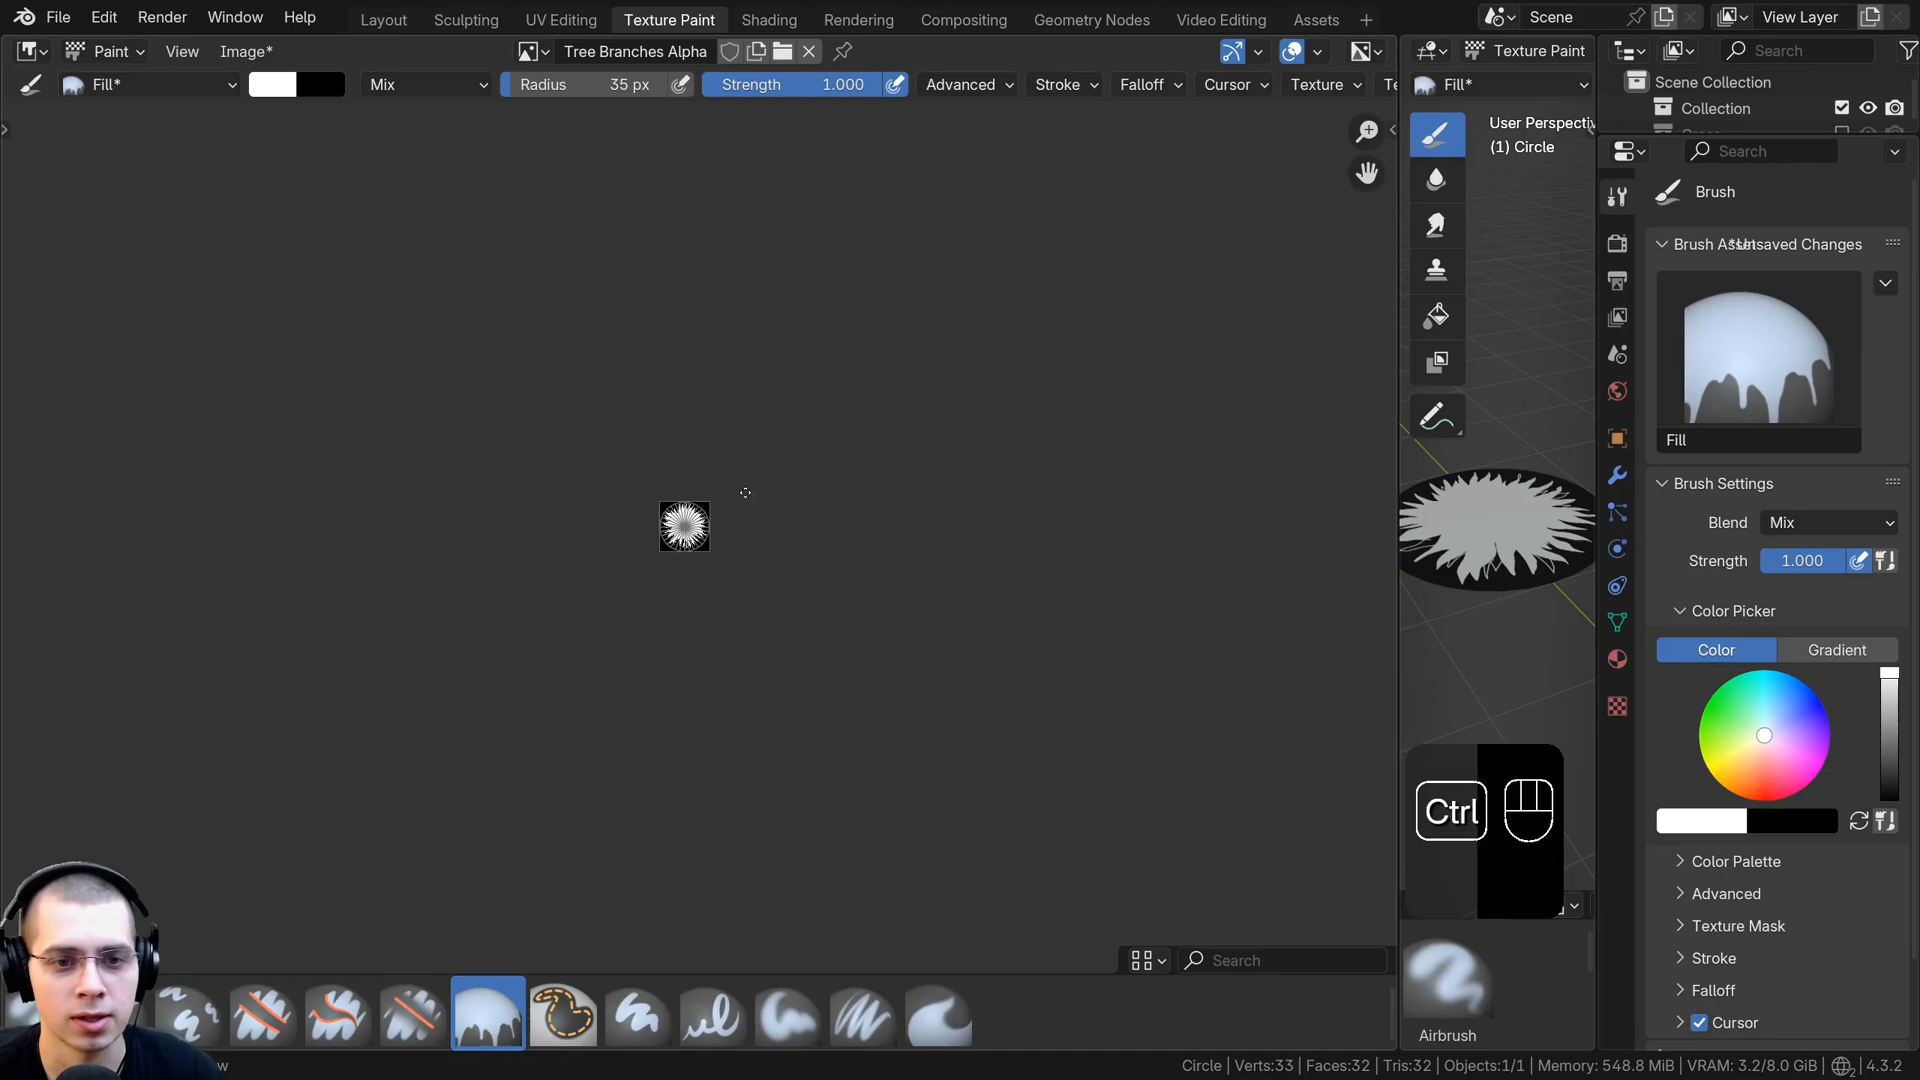 File Edit Render Window Help Layout Sculpting UV Editing Texture Paint Shading Rendering Compositing Geometry Nodes Video Editing Assets + Scene View Layer
Paint View Image* Tree Branches Alpha Texture Paint Search
Fill* Mix Radius 35 px Strength 1.000 Advanced Stroke Falloff Cursor Texture Te Fill* Scene Collection
Collection
User Perspectiv
(1) Circle
Search
Brush
Unsaved Changes
Fill
Brush Settings
Blend Mix
Strength 1.000
Color Picker
Color Gradient
Ctrl
Color Palette
Advanced
Texture Mask
Stroke
Falloff
Cursor
Search
Airbrush
w
Circle | Verts:33 | Faces:32 | Tris:32 | Objects:1/1 | Memory: 548.8 MiB | VRAM: 3.2/8.0 GiB | 2 4.3.2